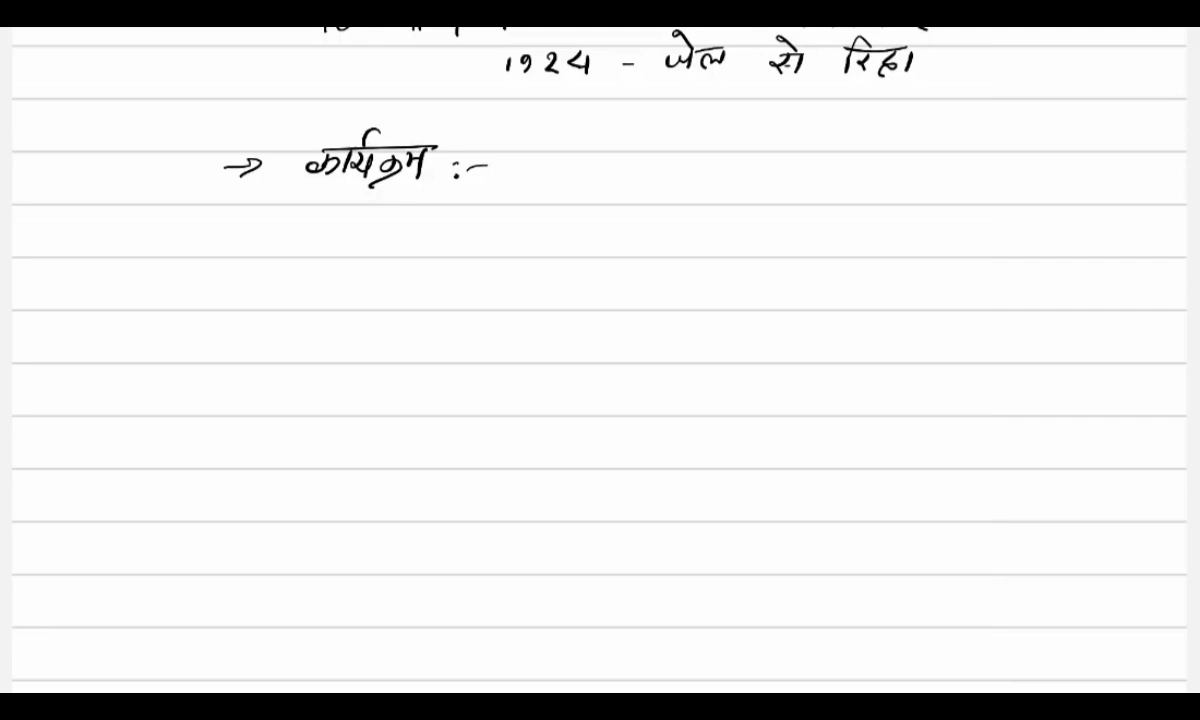 1924 - जेल से रिहा
→ कार्यक्रम :-